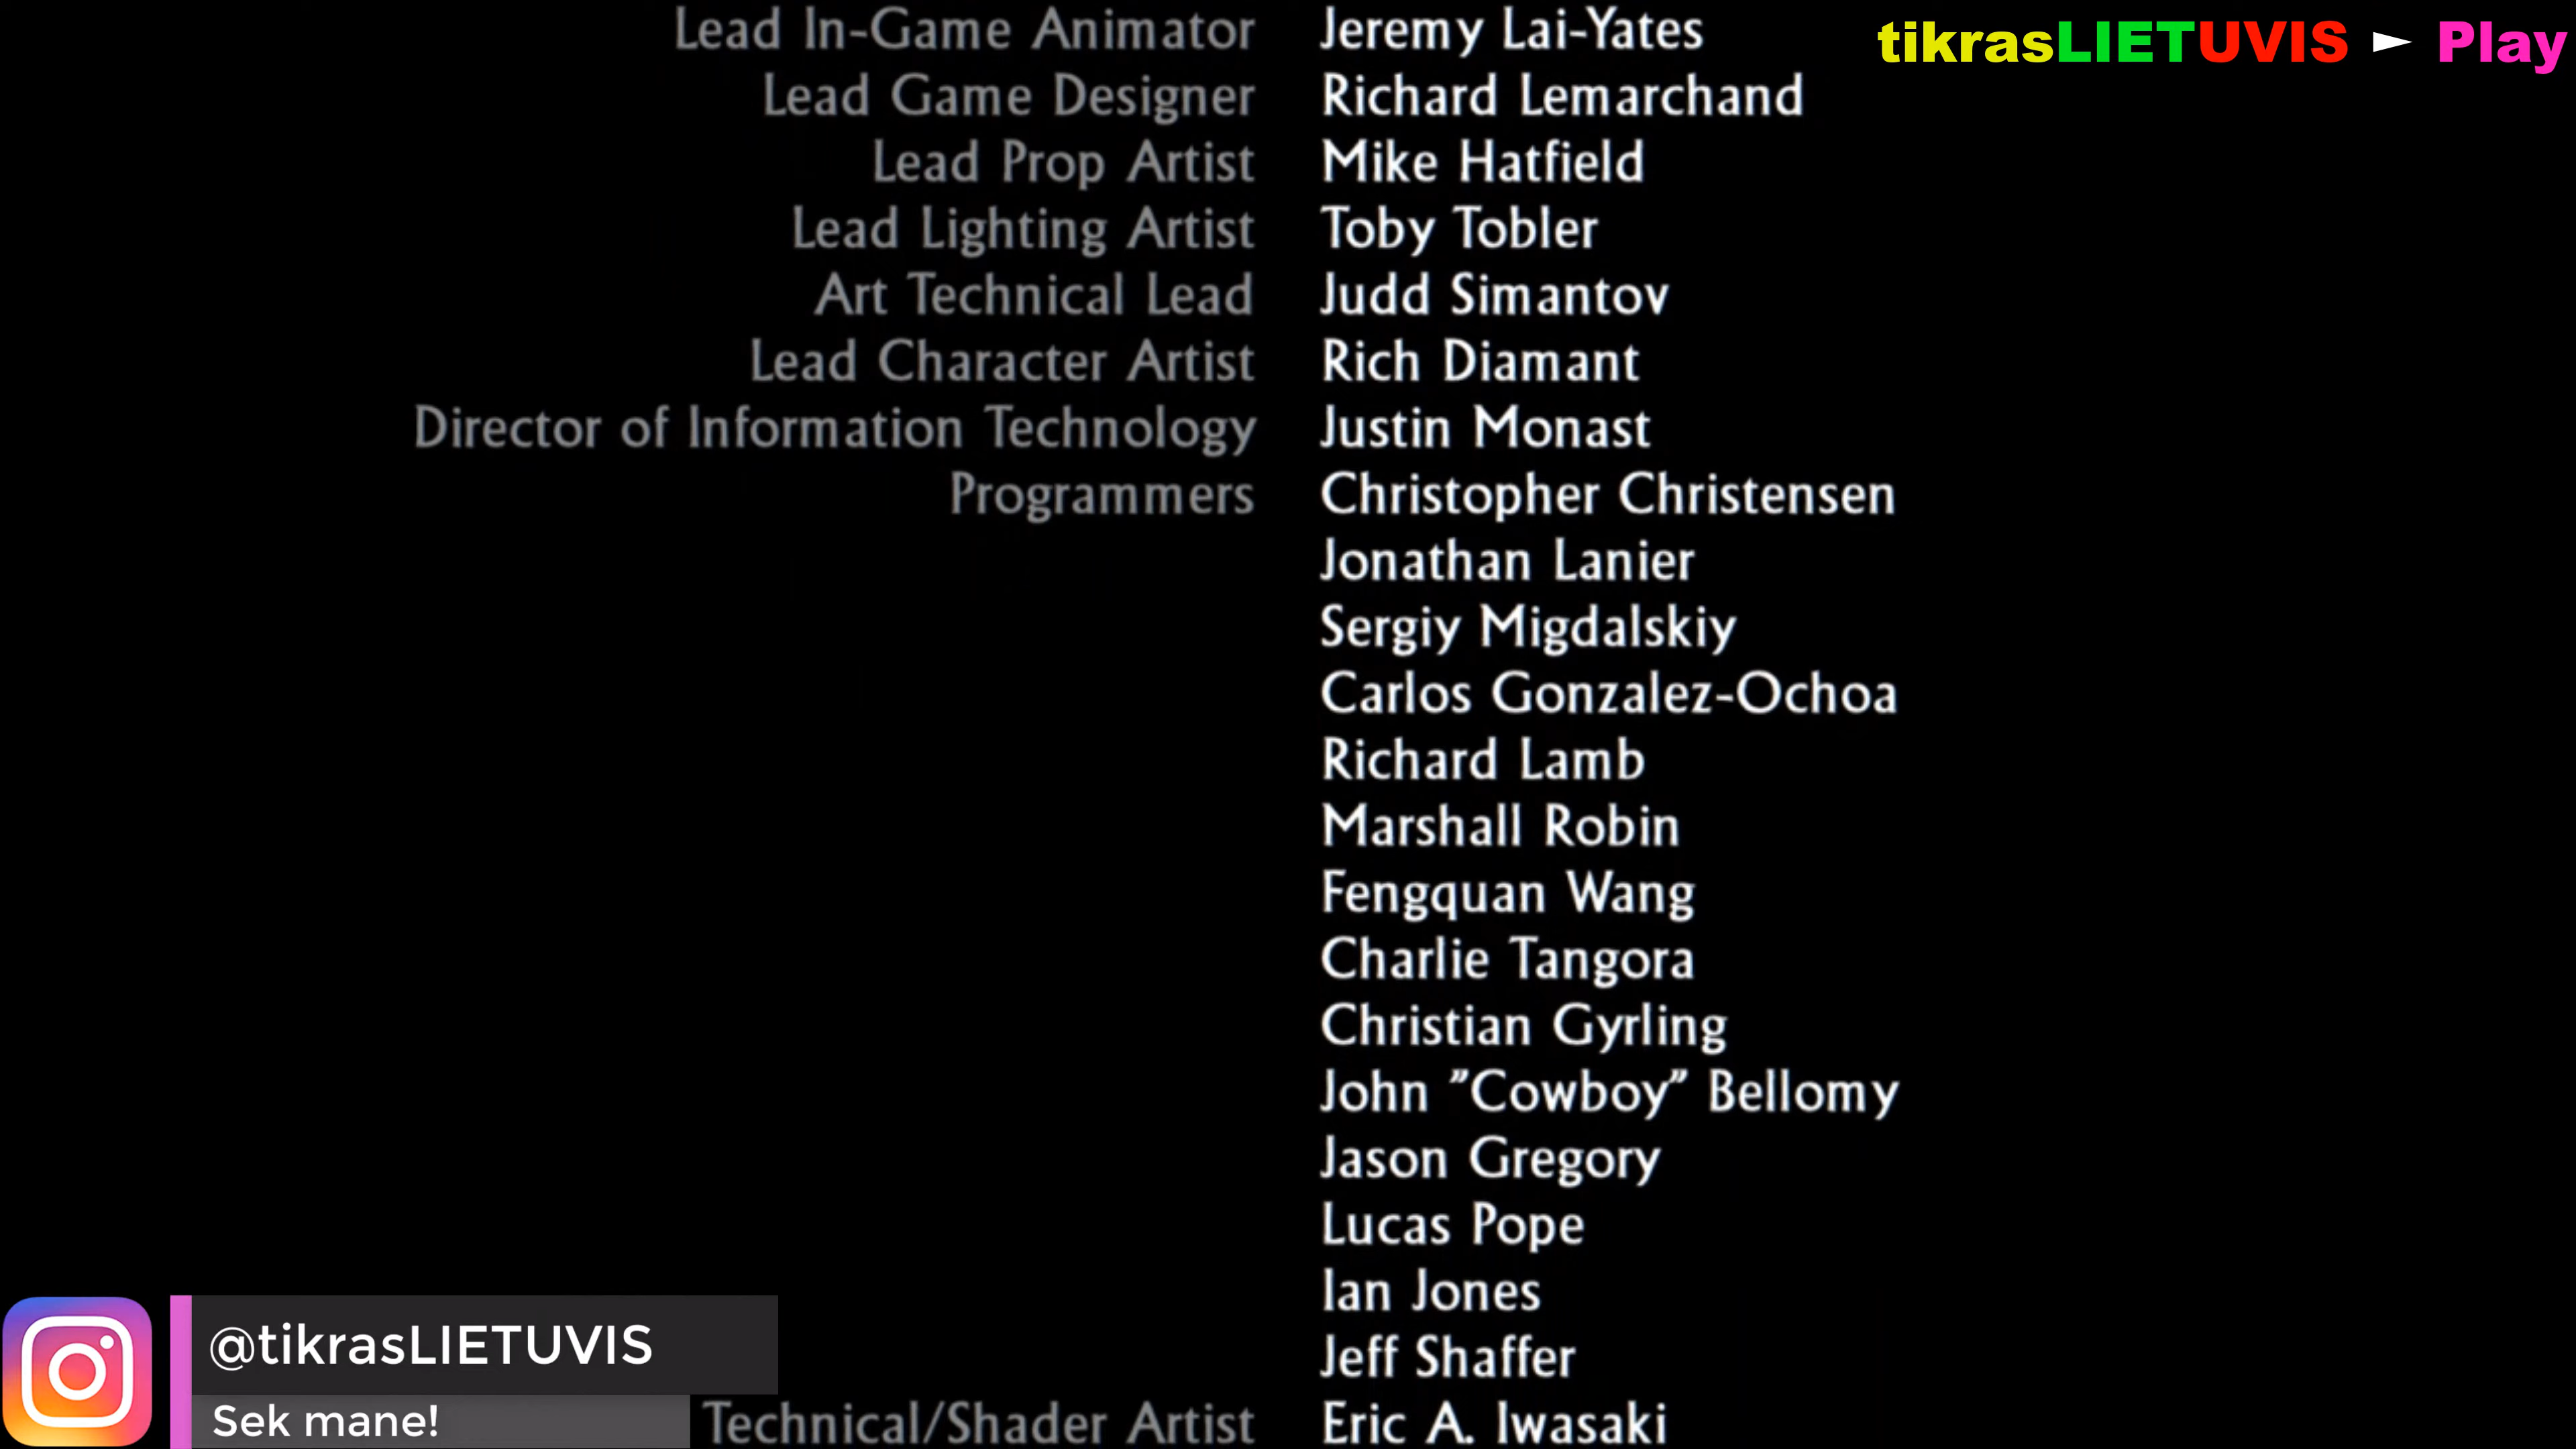 Lead In-Game Animator Jeremy Lai-Yates
tikrasLIETUVIS ► Play
Lead Game Designer Richard Lemarchand
Lead Prop Artist Mike Hatfield
Lead Lighting Artist Toby Tobler
Art Technical Lead Judd Simantov
Lead Character Artist Rich Diamant
Director of Information Technology Justin Monast
Programmers Christopher Christensen
Jonathan Lanier
Sergiy Migdalskiy
Carlos Gonzalez-Ochoa
Richard Lamb
Marshall Robin
Fengquan Wang
Charlie Tangora
Christian Gyrling
John "Cowboy" Bellomy
Jason Gregory
Lucas Pope
Ian Jones
Jeff Shaffer
Technical/Shader Artist Eric A. Iwasaki
@tikrasLIETUVIS
Sek mane!